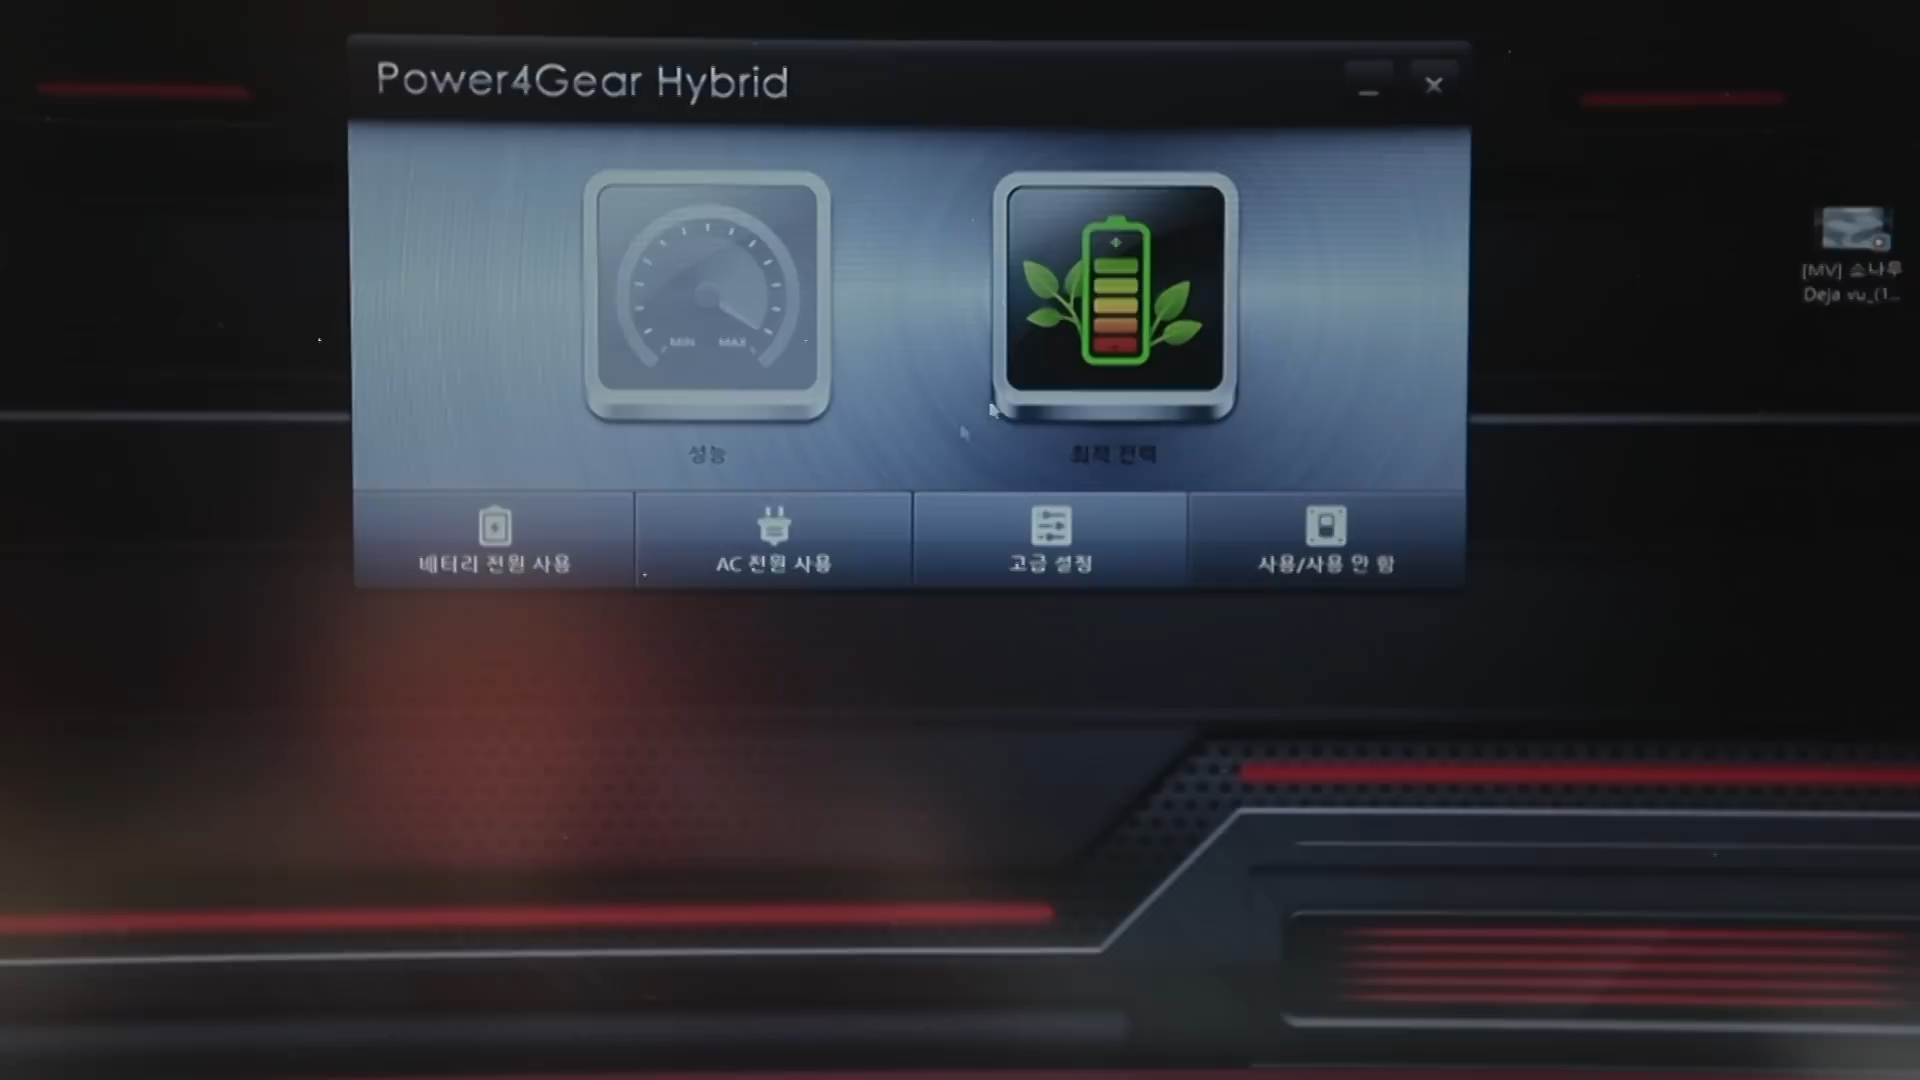 Power4Gear Hybrid
[MV] 소나무
Deja vu_(1...
MIN MAX
성능
최적 전력
배터리 전원 사용
AC 전원 사용
고급 설정
사용/사용 안 함